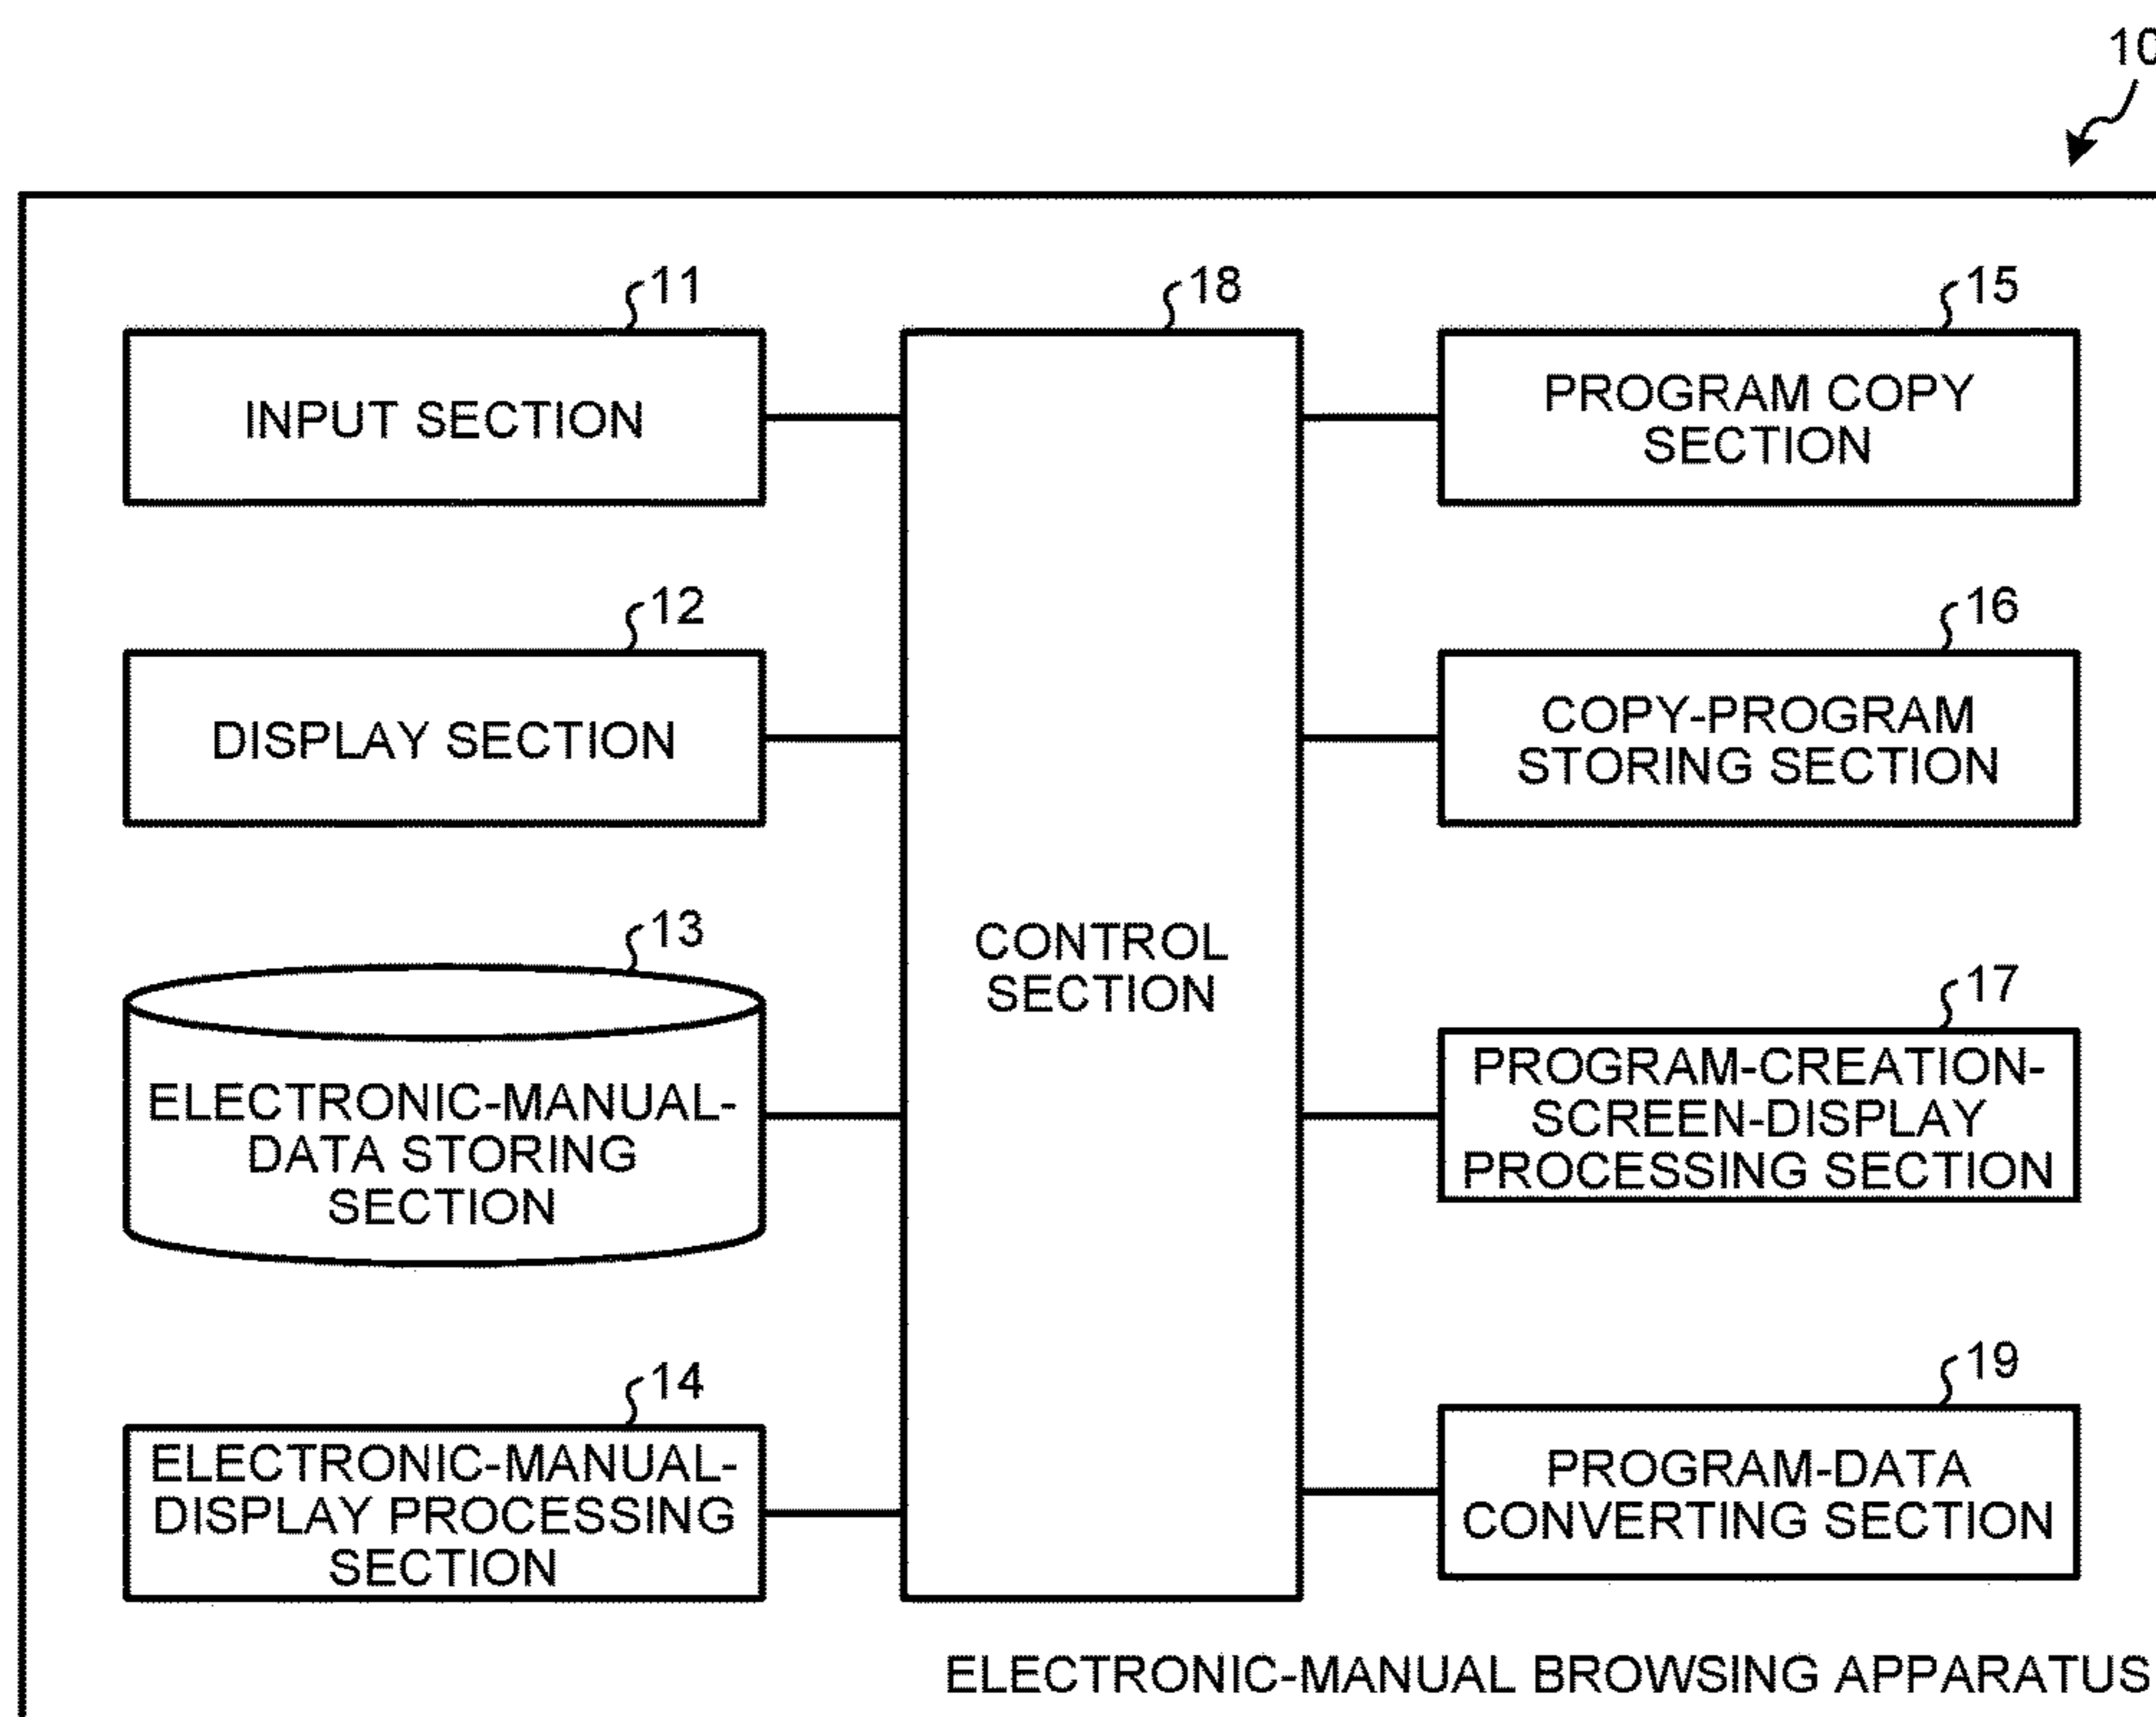 10
11
INPUT SECTION
12
DISPLAY SECTION
13
ELECTRONIC-MANUAL-
DATA STORING
SECTION
14
ELECTRONIC-MANUAL-
DISPLAY PROCESSING
SECTION
18
CONTROL
SECTION
15
PROGRAM COPY
SECTION
16
COPY-PROGRAM
STORING SECTION
17
PROGRAM-CREATION-
SCREEN-DISPLAY
PROCESSING SECTION
19
PROGRAM-DATA
CONVERTING SECTION
ELECTRONIC-MANUAL BROWSING APPARATUS